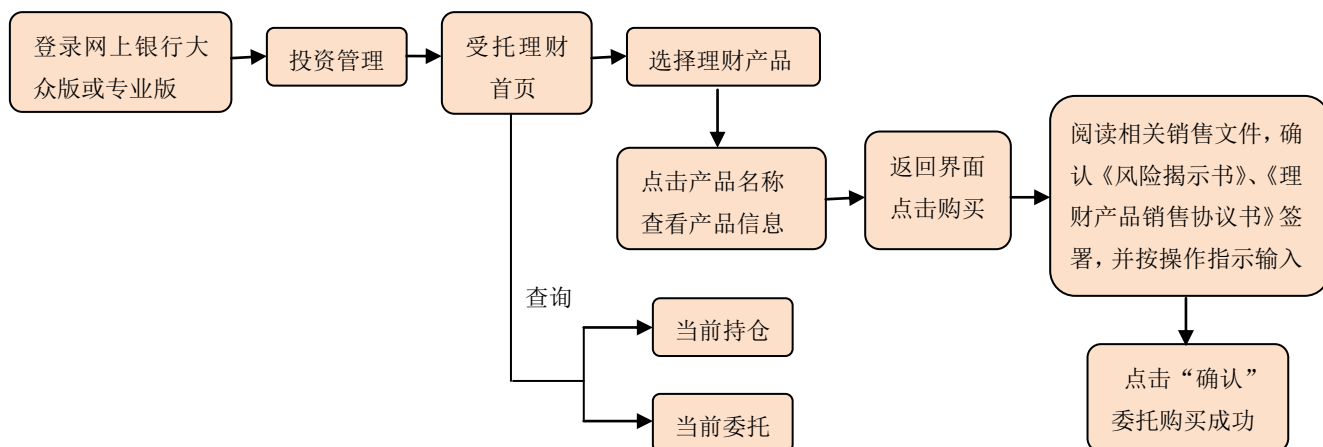 登录网上银行大
众版或专业版
投资管理
受托理财
首页
选择理财产品
点击产品名称
查看产品信息
返回界面
点击购买
阅读相关销售文件，确
认《风险揭示书》、《理
财产品销售协议书》签
署，并按操作指示输入
点击“确认”
委托购买成功
查询
当前持仓
当前委托